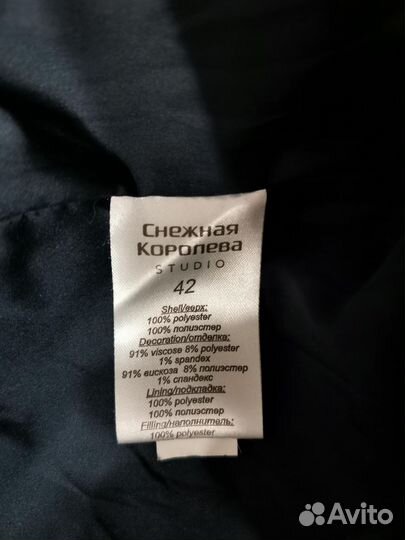 Снежная
Королева
STUDIO
42
Shell/верх:
100% polyester
100% полиэстер
Decoration/отделка:
91% viscose 8% polyester
1% spandex
91% вискоза 8% полиэстер
1% спандекс
Lining/подкладка:
100% polyester
100% полиэстер
Filling/наполнитель:
100% polyester
Avito